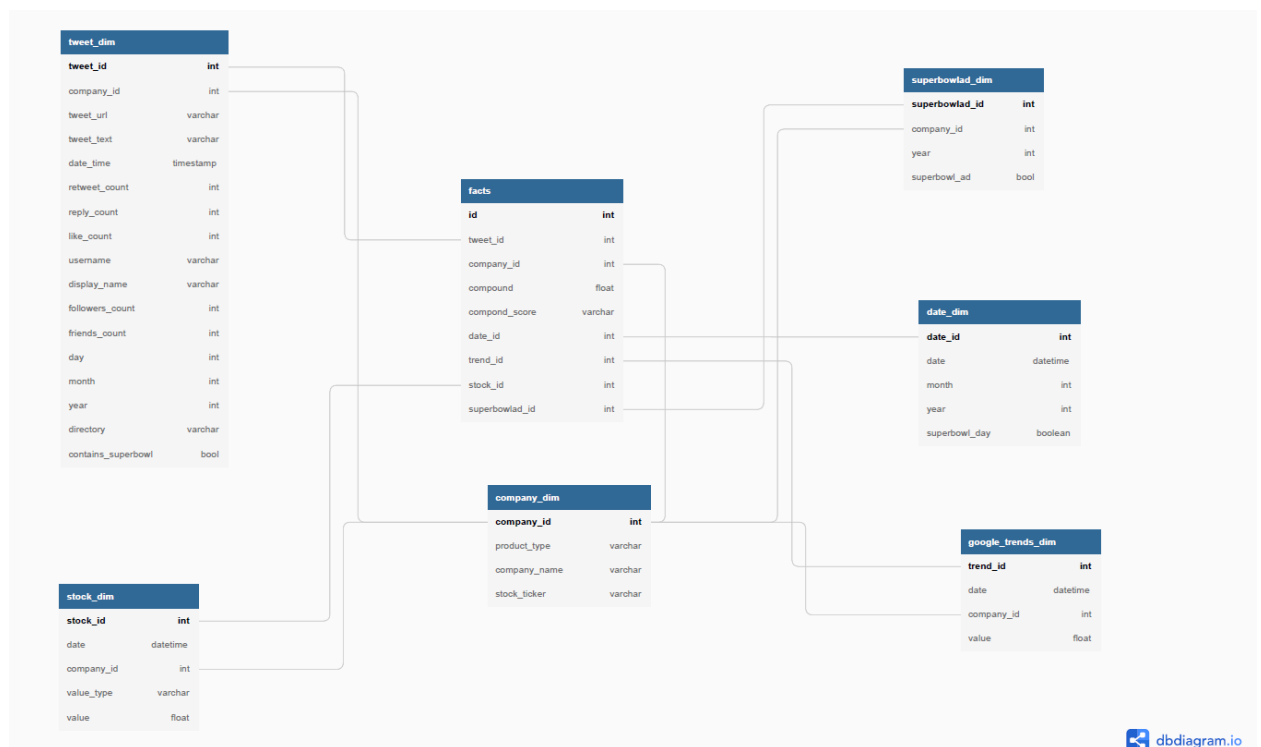 tweet_dim
tweet_id int
company_id int
tweet_url varchar
tweet_text varchar
date_time timestamp
retweet_count int
reply_count int
like_count int
username varchar
display_name varchar
followers_count int
friends_count int
day int
month int
year int
directory varchar
contains_superbowl bool
stock_dim
stock_id int
date datetime
company_id int
value_type varchar
value float
facts
id int
tweet_id int
company_id int
compound float
compond_score varchar
date_id int
trend_id int
stock_id int
superbowlad_id int
company_dim
company_id int
product_type varchar
company_name varchar
stock_ticker varchar
superbowlad_dim
superbowlad_id int
company_id int
year int
superbowl_ad bool
date_dim
date_id int
date datetime
month int
year int
superbowl_day boolean
google_trends_dim
trend_id int
date datetime
company_id int
value float
dbdiagram.io